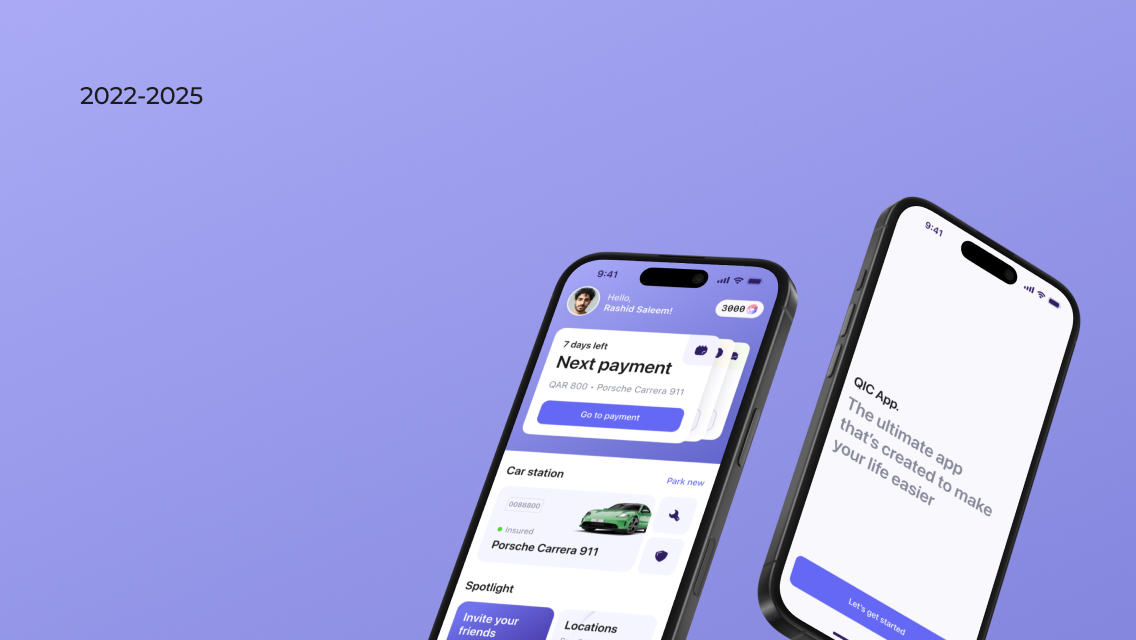 2022-2025
9:41
Hello,
Rashid Saleem!
3000
7 days left
Next payment
QAR 800 • Porsche Carrera 911
Go to payment
Car station
Park new
0088800
Insured
Porsche Carrera 911
Spotlight
Invite your
friends
Locations
9:41
QIC App.
The ultimate app
that's created to make
your life easier
Let's get started